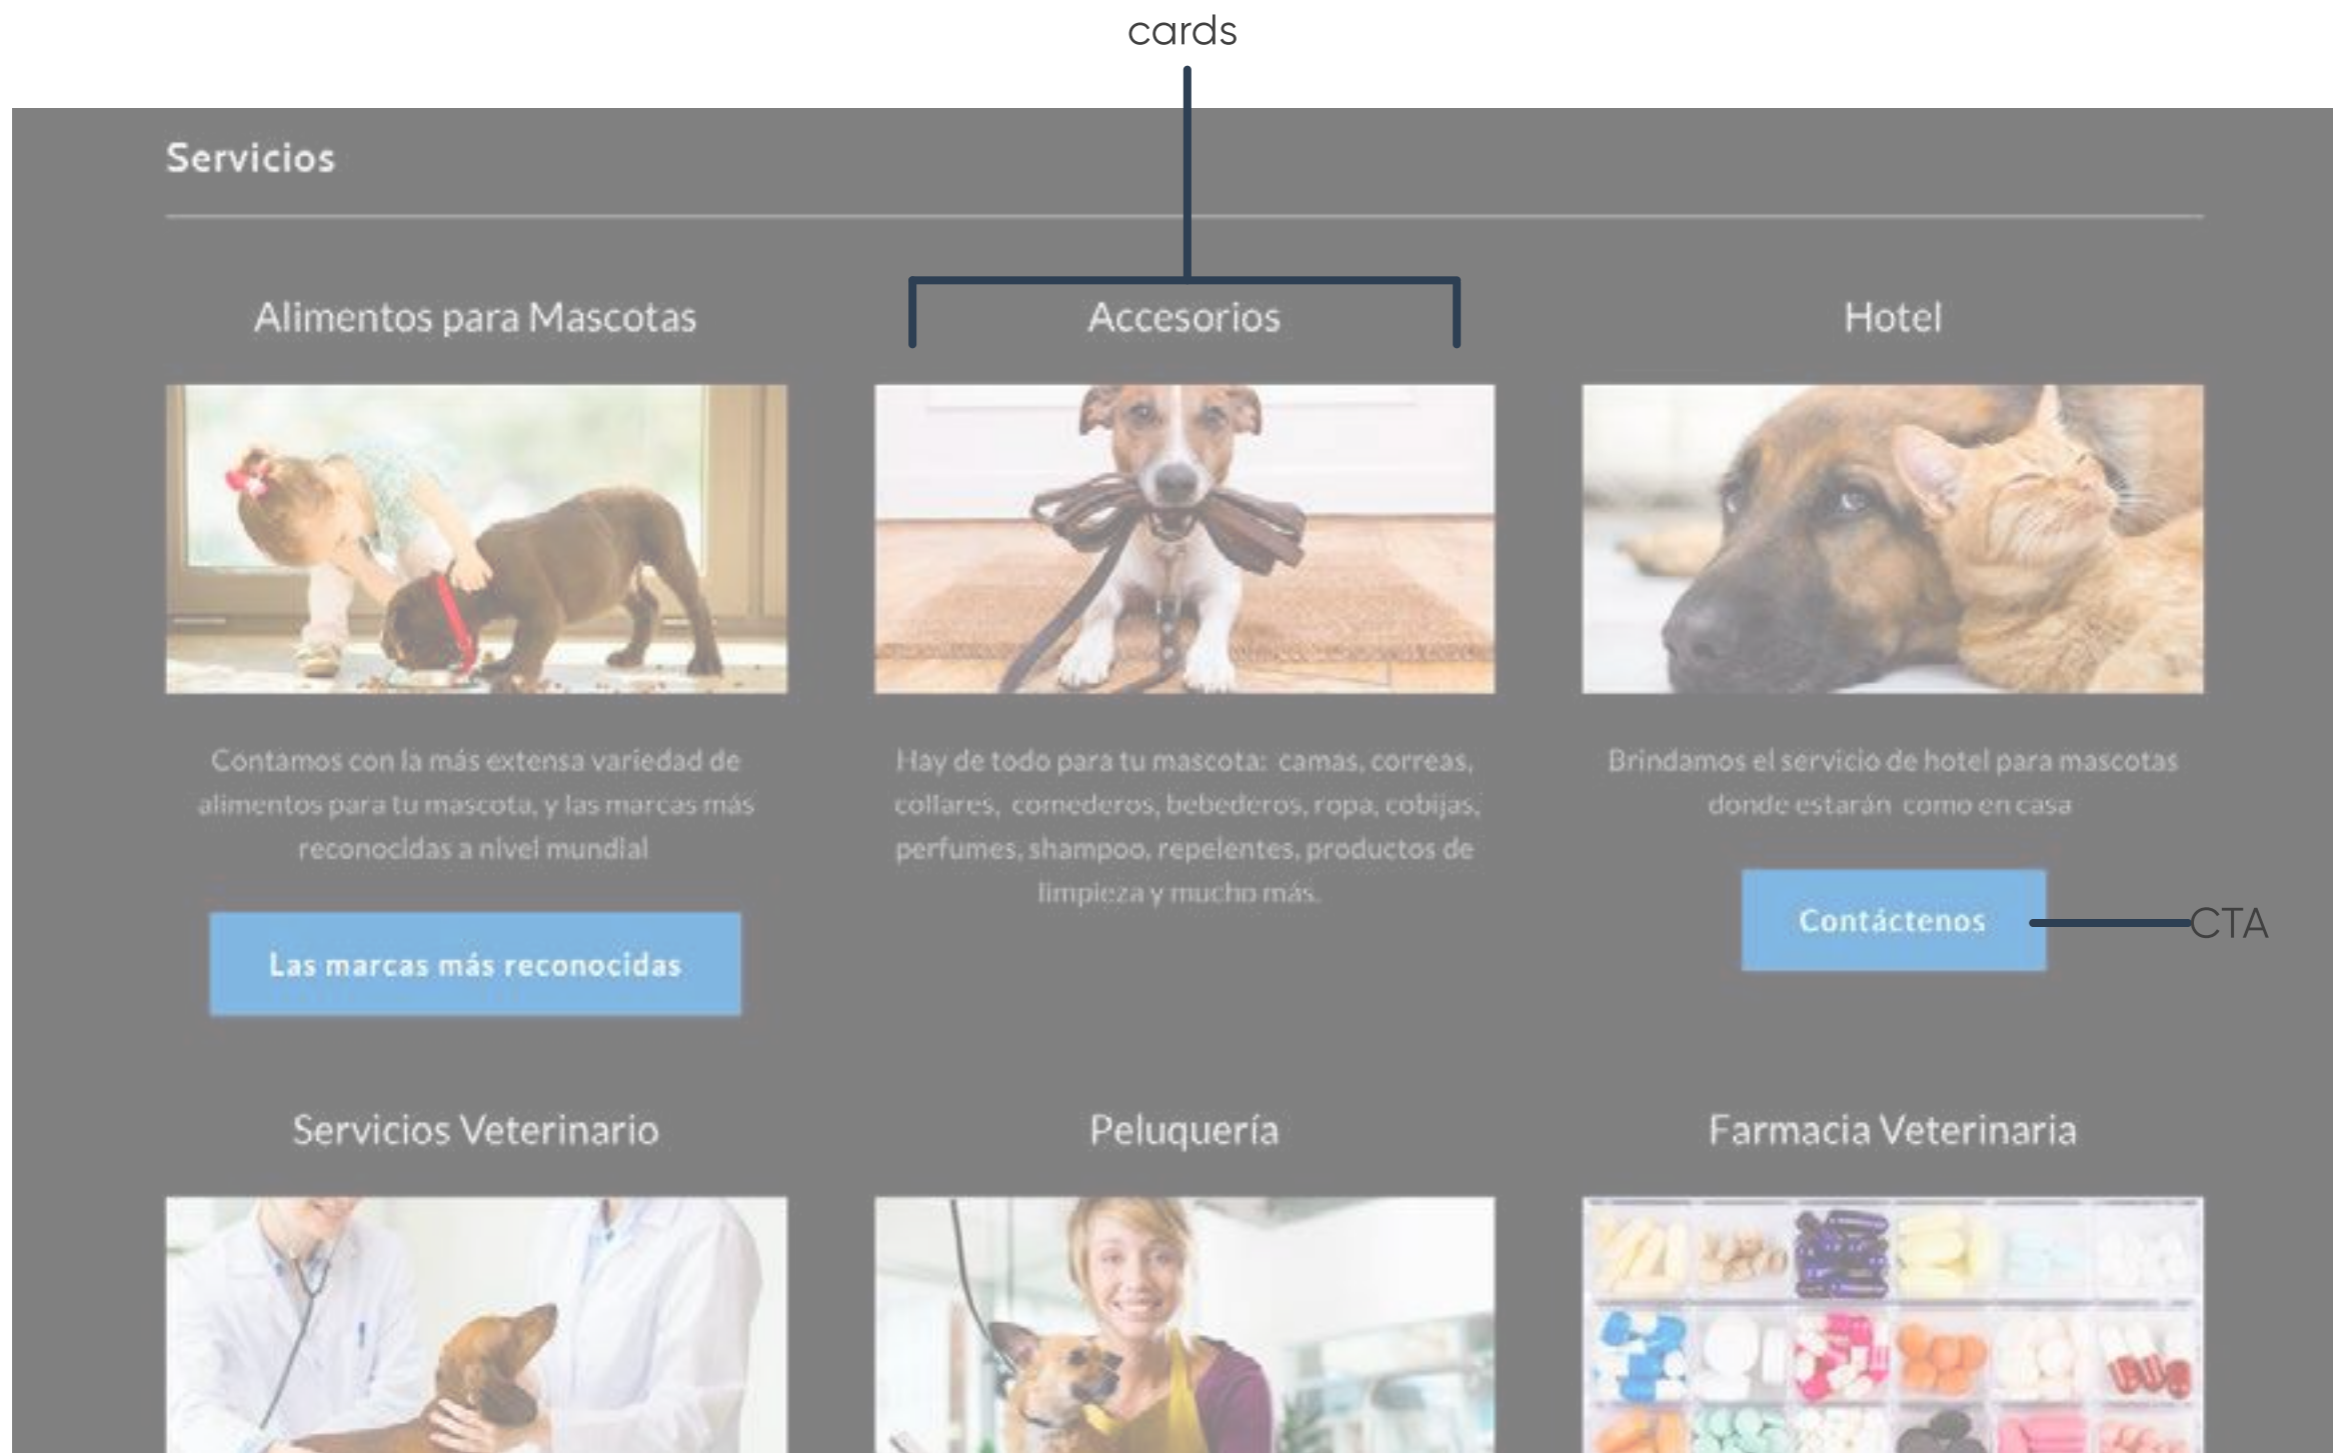 cards
Servicios
Alimentos para Mascotas
Contamos con la más extensa variedad de
alimentos para tu mascota, y las marcas más
reconocidas a nivel mundial
Las marcas más reconocidas
Accesorios
Hay de todo para tu mascota: camas, correas,
collares, comederos, bebederos, ropa, cobijas,
perfumes, shampoo, repelentes, productos de
limpieza y mucho más.
Hotel
Brindamos el servicio de hotel para mascotas
donde estarán como en casa
Contáctenos
CTA
Servicios Veterinario
Peluquería
Farmacia Veterinaria